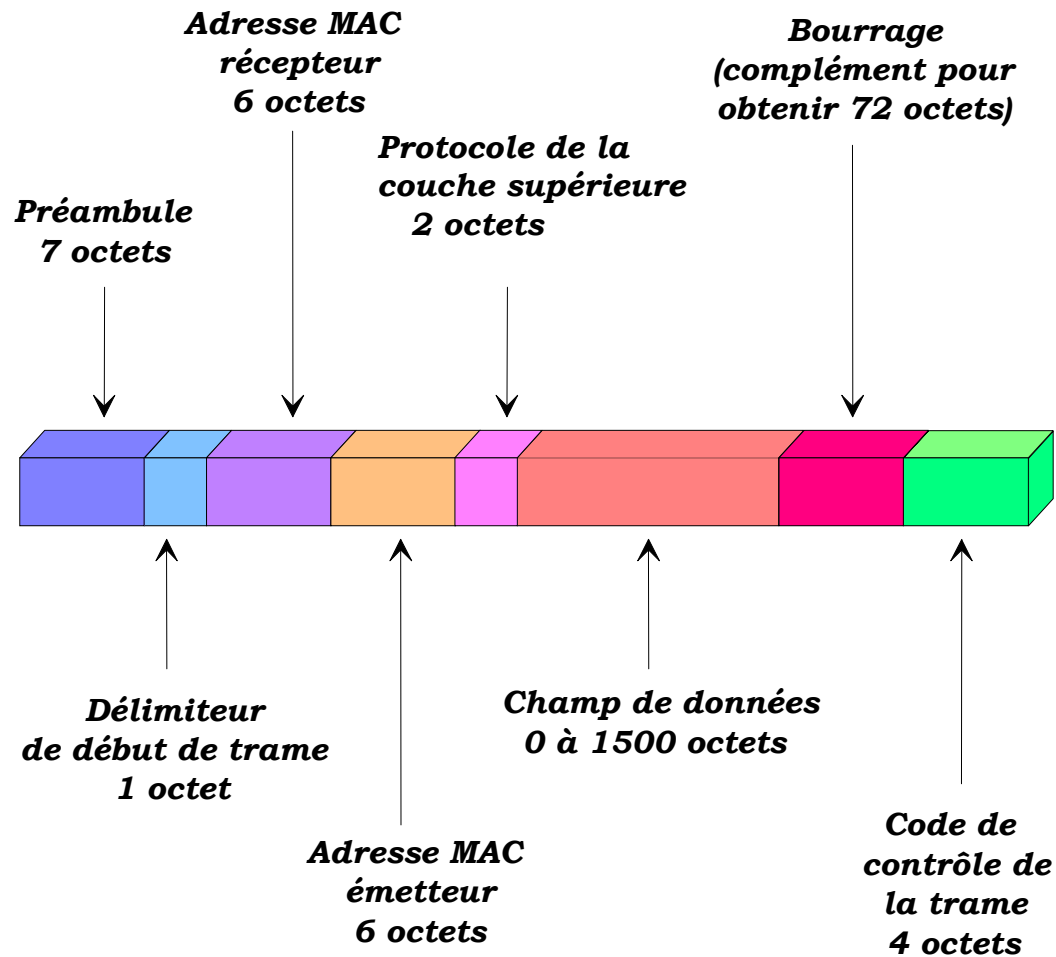 Adresse MAC
récepteur
6 octets
Bourrage
(complément pour
obtenir 72 octets)
Protocole de la
couche supérieure
2 octets
Préambule
7 octets
Délimiteur
de début de trame
1 octet
Champ de données
0 à 1500 octets
Adresse MAC
émetteur
6 octets
Code de
contrôle de
la trame
4 octets